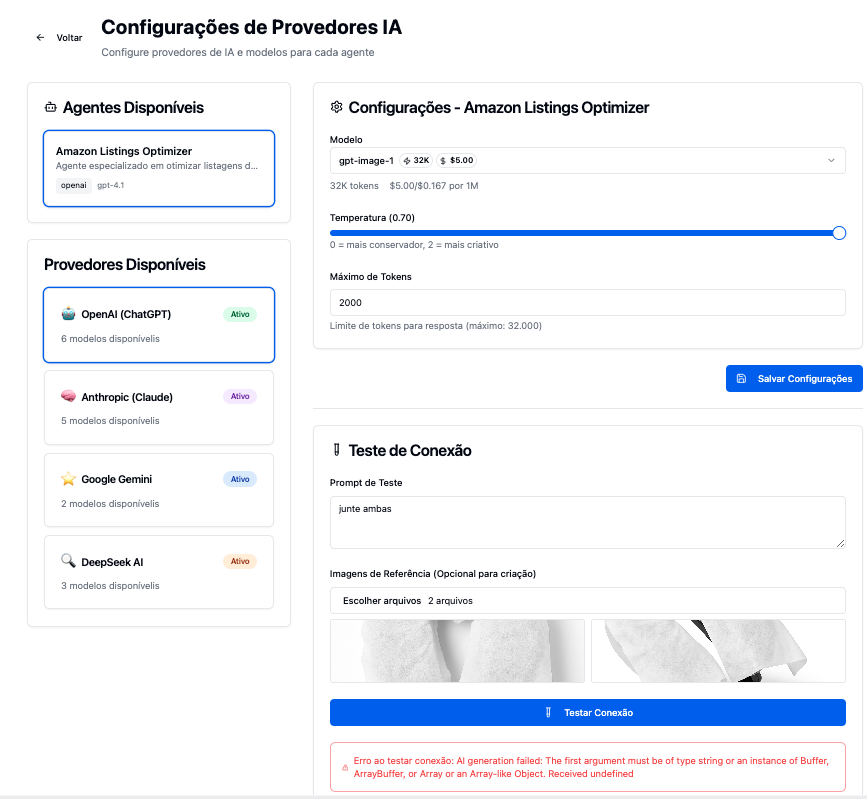 Voltar
Configurações de Provedores IA
Configure provedores de IA e modelos para cada agente
Agentes Disponíveis
Amazon Listings Optimizer
Agente especializado em otimizar listagens d...
openai gpt-4.1
Provedores Disponíveis
OpenAI (ChatGPT) Ativo
6 modelos disponívelis
Anthropic (Claude) Ativo
5 modelos disponívelis
Google Gemini Ativo
2 modelos disponívelis
DeepSeek AI Ativo
3 modelos disponívelis
Configurações - Amazon Listings Optimizer
Modelo
gpt-image-1 32K $ $5.00
32K tokens $5.00/$0.167 por 1M
Temperatura (0.70)
0 = mais conservador, 2 = mais criativo
Máximo de Tokens
2000
Limite de tokens para resposta (máximo: 32.000)
Salvar Configurações
Teste de Conexão
Prompt de Teste
junte ambas
Imagens de Referência (Opcional para criação)
Escolher arquivos 2 arquivos
Testar Conexão
Erro ao testar conexão: AI generation failed: The first argument must be of type string or an instance of Buffer,
ArrayBuffer, or Array or an Array-like Object. Received undefined